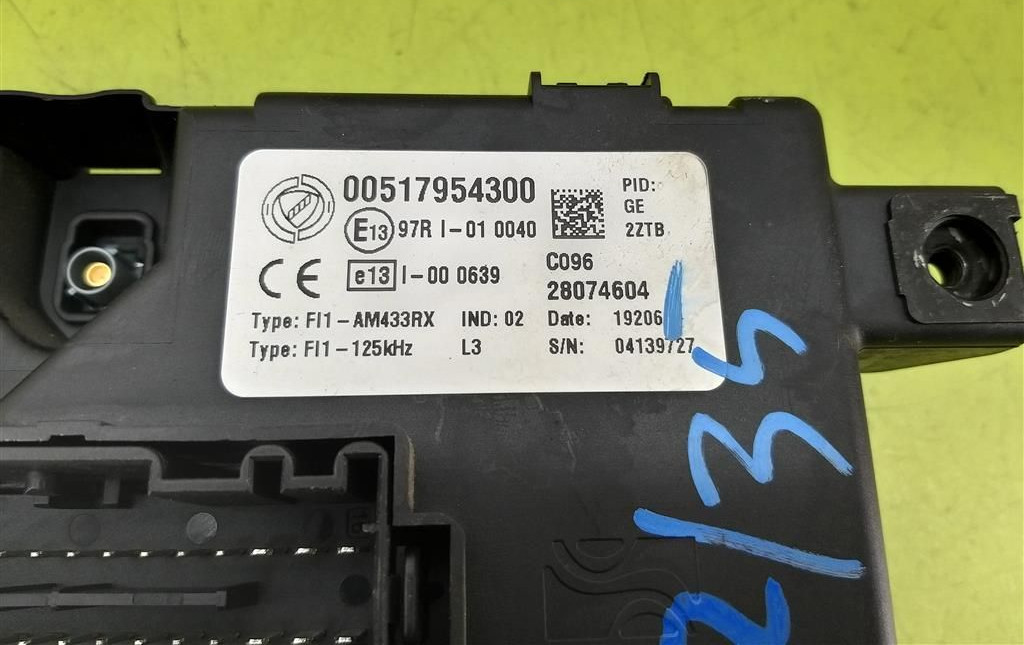 00517954300
E13 97R I-01 0040
PID:
GE
2ZTB
CE e13 I-00 0639
C096
28074604
Type: FI1-AM433RX IND: 02 Date: 19206
Type: FI1-125kHz L3 S/N: 04139727